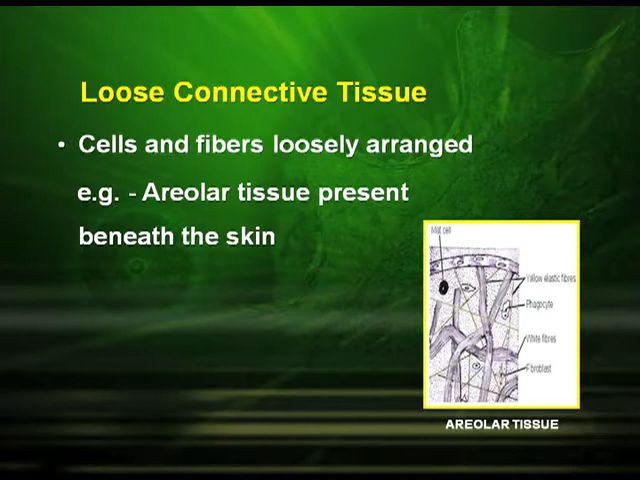 Loose Connective Tissue
• Cells and fibers loosely arranged
e.g. - Areolar tissue present
beneath the skin
Mast cell
Yellow elastic fibres
Phagocyte
White fibres
Fibroblast
AREOLAR TISSUE